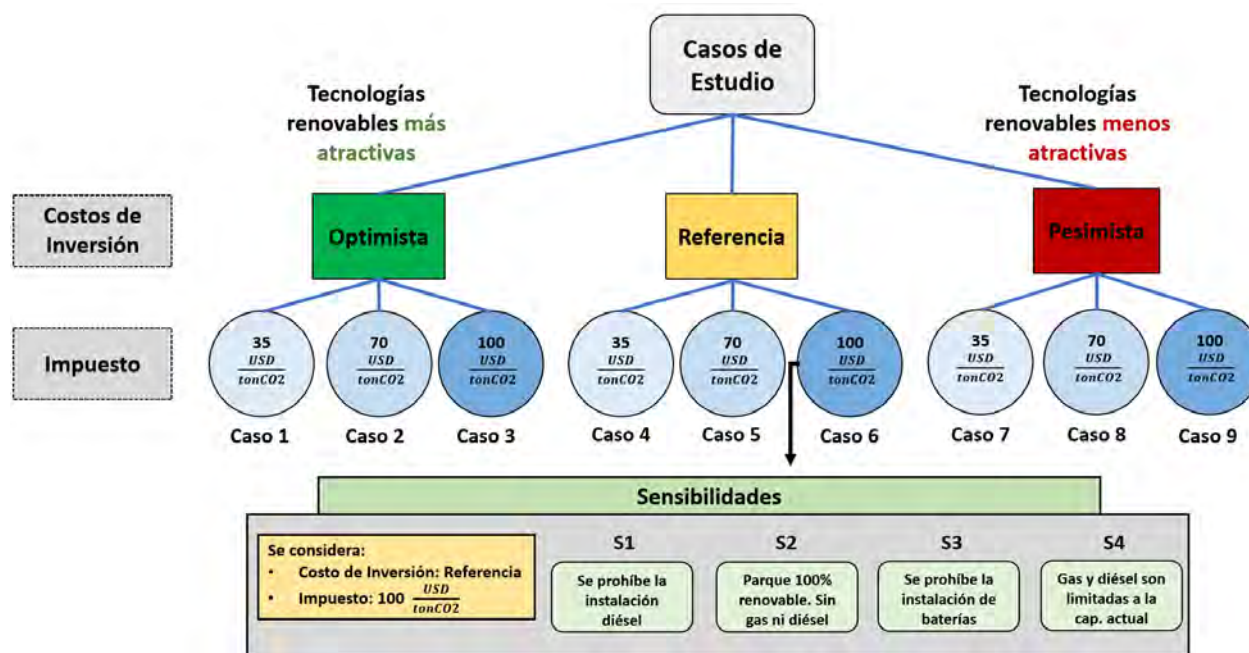 Casos de
Estudio
Tecnologías
renovables más
atractivas
Tecnologías
renovables menos
atractivas
Costos de
Inversión
Optimista
Referencia
Pesimista
Impuesto
35
USD
tonCO2
70
USD
tonCO2
100
USD
tonCO2
35
USD
tonCO2
70
USD
tonCO2
100
USD
tonCO2
35
USD
tonCO2
70
USD
tonCO2
100
USD
tonCO2
Caso 1
Caso 2
Caso 3
Caso 4
Caso 5
Caso 6
Caso 7
Caso 8
Caso 9
Sensibilidades
Se considera:
• Costo de Inversión: Referencia
• Impuesto: 100 USD/tonCO2
S1
Se prohíbe la
instalación
diésel
S2
Parque 100%
renovable. Sin
gas ni diésel
S3
Se prohíbe la
instalación de
baterías
S4
Gas y diésel son
limitadas a la
cap. actual